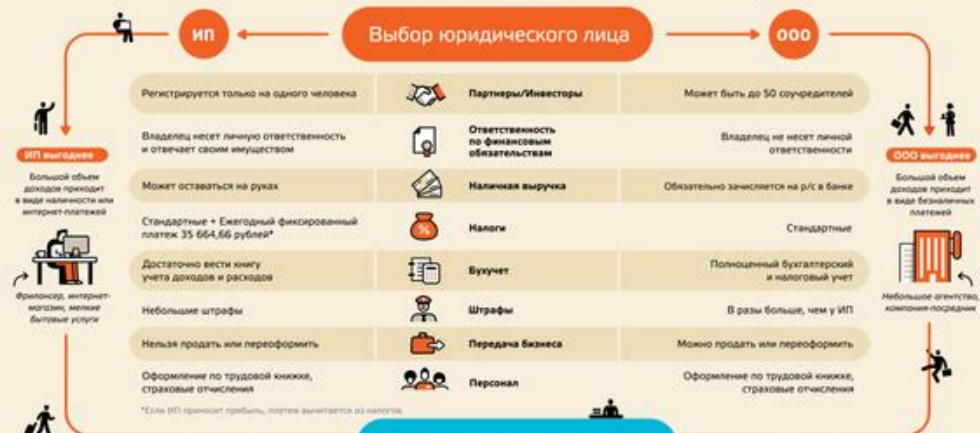 ИП
Выбор юридического лица
ООО
Регистрируется только на одного человека
Партнеры/Инвесторы
Может быть до 50 соучредителей
Владелец несет личную ответственность
и отвечает своим имуществом
Ответственность
по финансовым
обязательствам
Владелец не несет личной
ответственности
Может оставаться на руках
Наличная выручка
Обязательно зачисляется на р/с в банке
Стандартные + Ежегодный фиксированный
платеж 35 664,66 рублей*
Налоги
Стандартные
Достаточно вести книгу
учета доходов и расходов
Бухучет
Полноценный бухгалтерский
и налоговый учет
Небольшие штрафы
Штрафы
В разы больше, чем у ИП
Нельзя продать или переоформить
Передача бизнеса
Можно продать или переоформить
Оформление по трудовой книжке,
страховые отчисления
Персонал
Оформление по трудовой книжке,
страховые отчисления
*Если ИП приносит прибыль, платеж вычитается из налогов.
ИП выгоднее
Большой объем
доходов приходит
в виде наличности или
интернет-платежей
Фрилансер, интернет-
магазин, мелкие
бытовые услуги
ООО выгоднее
Большой объем
доходов приходит
в виде безналичных
платежей
Небольшое агентство,
компания-посредник